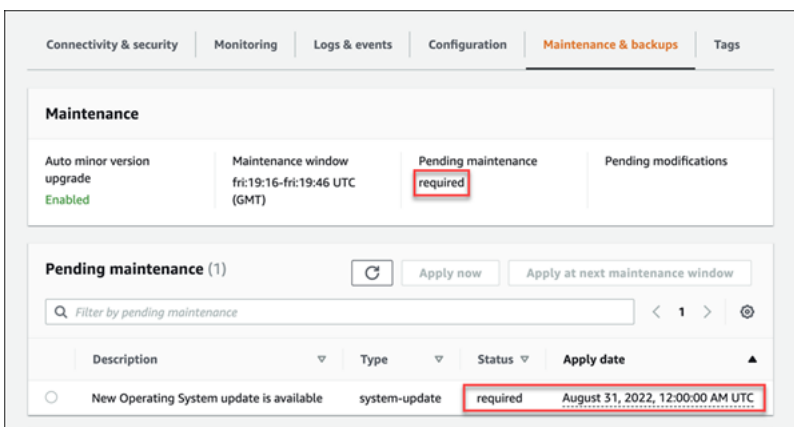 Connectivity & security Monitoring Logs & events Configuration Maintenance & backups Tags
Maintenance
Auto minor version upgrade
Enabled
Maintenance window
fri:19:16-fri:19:46 UTC
(GMT)
Pending maintenance
required
Pending modifications
Pending maintenance (1) Apply now Apply at next maintenance window
Filter by pending maintenance 1
Description Type Status Apply date
New Operating System update is available system-update required August 31, 2022, 12:00:00 AM UTC